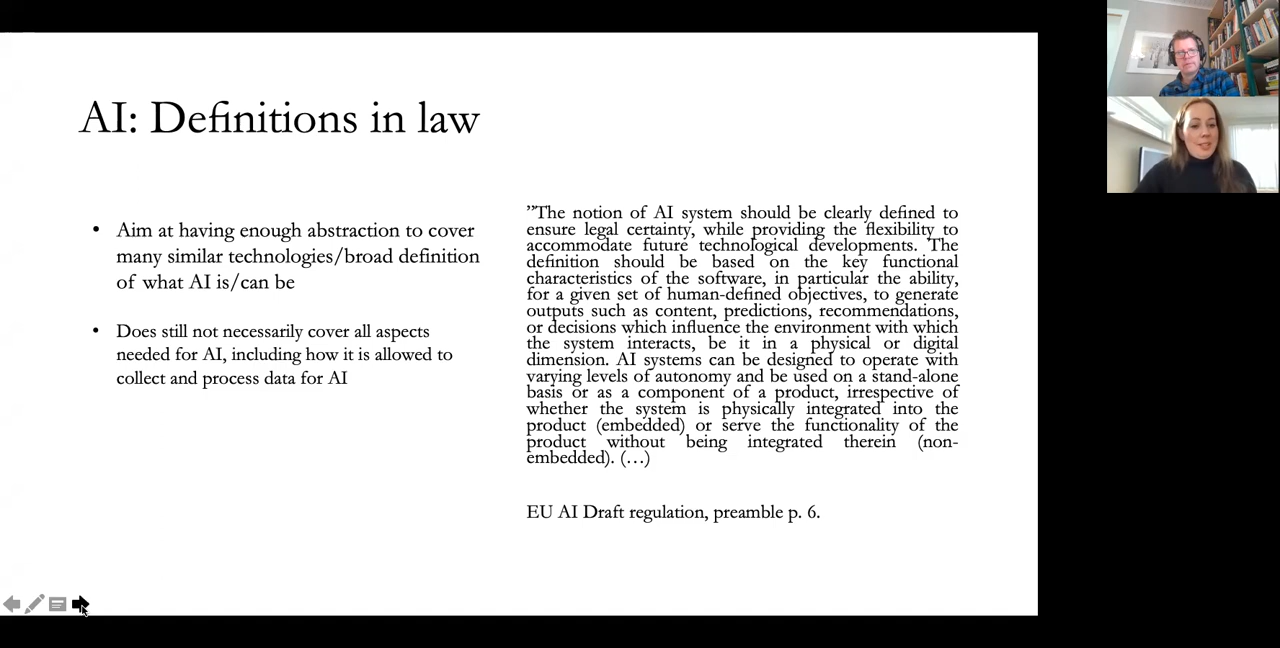 AI: Definitions in law
• Aim at having enough abstraction to cover
many similar technologies/broad definition
of what AI is/can be
• Does still not necessarily cover all aspects
needed for AI, including how it is allowed to
collect and process data for AI
”The notion of AI system should be clearly defined to
ensure legal certainty, while providing the flexibility to
accommodate future technological developments. The
definition should be based on the key functional
characteristics of the software, in particular the ability,
for a given set of human-defined objectives, to generate
outputs such as content, predictions, recommendations,
or decisions which influence the environment with which
the system interacts, be it in a physical or digital
dimension. AI systems can be designed to operate with
varying levels of autonomy and be used on a stand-alone
basis or as a component of a product, irrespective of
whether the system is physically integrated into the
product (embedded) or serve the functionality of the
product without being integrated therein (non-
embedded). (…)
EU AI Draft regulation, preamble p. 6.